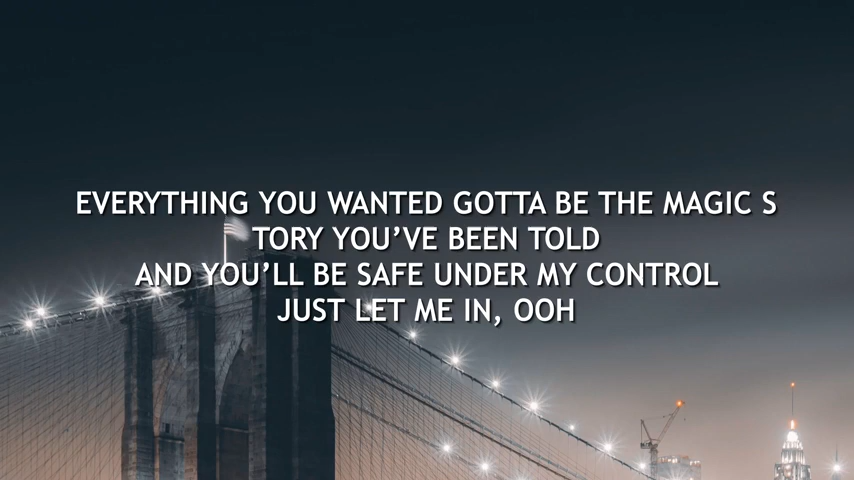 EVERYTHING YOU WANTED GOTTA BE THE MAGIC S
TORY YOU’VE BEEN TOLD
AND YOU’LL BE SAFE UNDER MY CONTROL
JUST LET ME IN, OOH